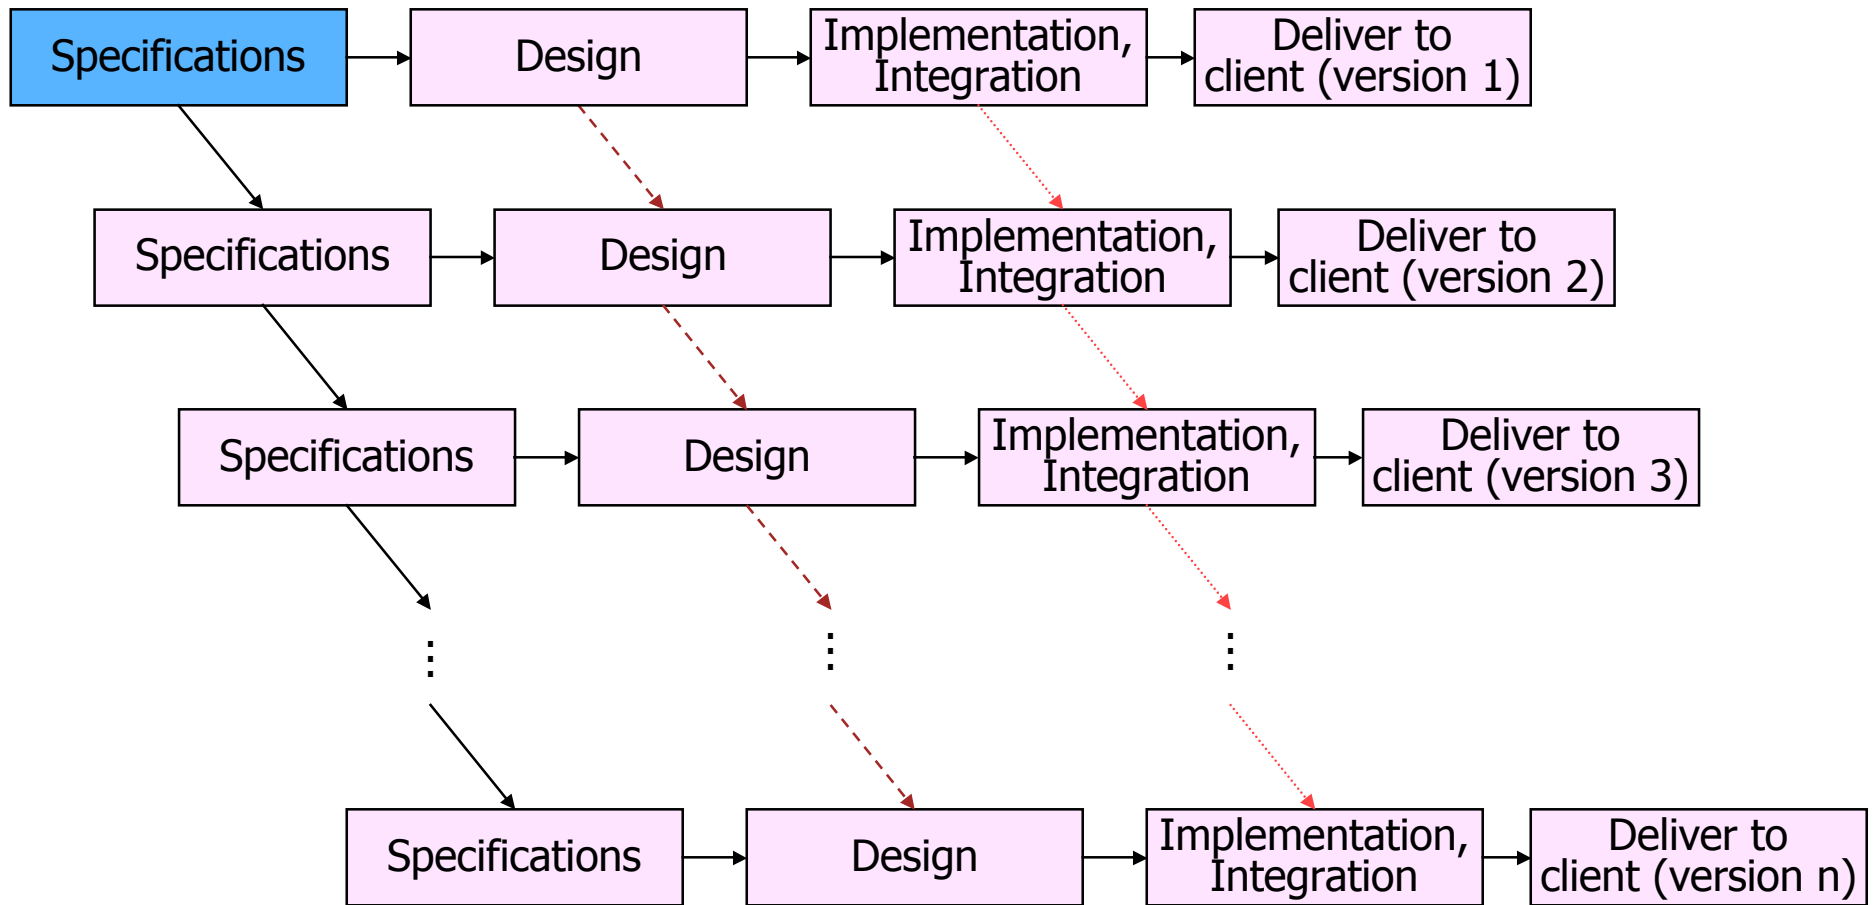 Specifications
Design
Implementation,
Integration
Deliver to
client (version 1)
Specifications
Design
Implementation,
Integration
Deliver to
client (version 2)
Specifications
Design
Implementation,
Integration
Deliver to
client (version 3)
Specifications
Design
Implementation,
Integration
Deliver to
client (version n)